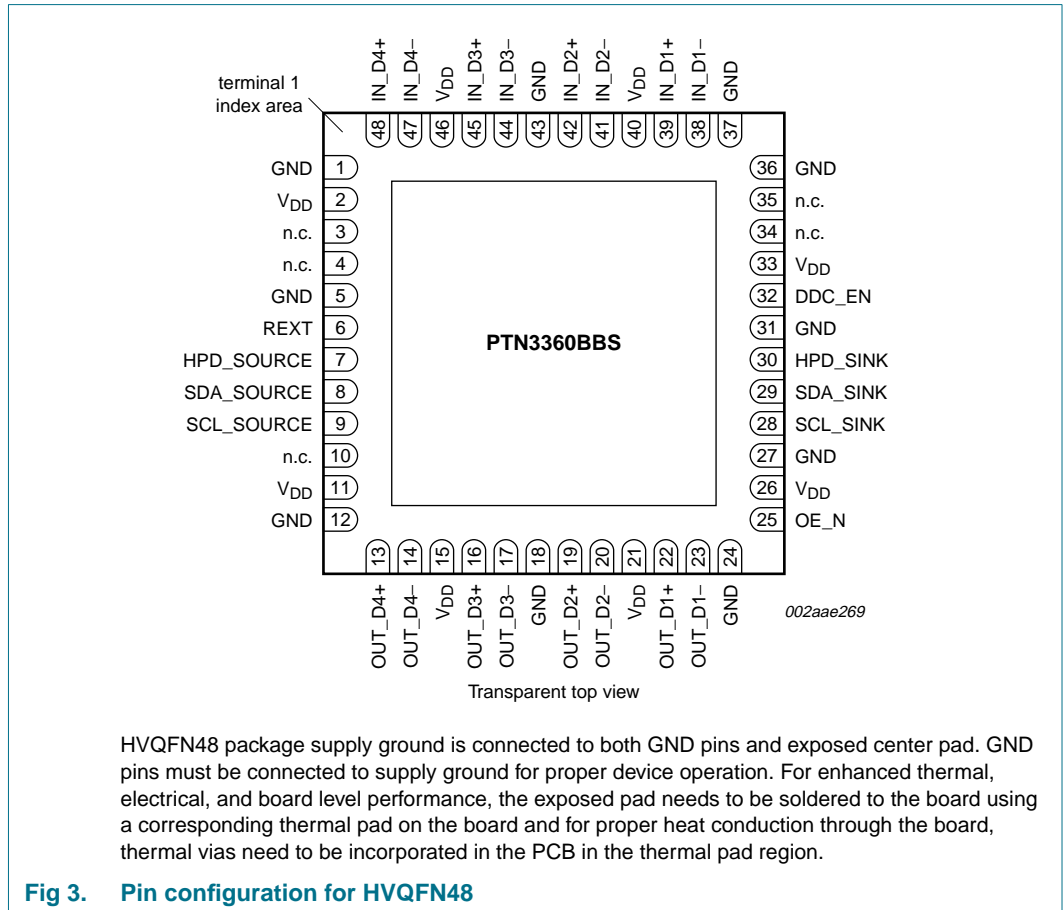 IN_D4+
IN_D4−
VDD
IN_D3+
IN_D3−
GND
IN_D2+
IN_D2−
VDD
IN_D1+
IN_D1−
GND
terminal 1
index area
48
47
46
45
44
43
42
41
40
39
38
37
GND 1
VDD 2
n.c. 3
n.c. 4
GND 5
REXT 6
HPD_SOURCE 7
SDA_SOURCE 8
SCL_SOURCE 9
n.c. 10
VDD 11
GND 12
PTN3360BBS
36 GND
35 n.c.
34 n.c.
33 VDD
32 DDC_EN
31 GND
30 HPD_SINK
29 SDA_SINK
28 SCL_SINK
27 GND
26 VDD
25 OE_N
13
14
15
16
17
18
19
20
21
22
23
24
OUT_D4+
OUT_D4−
VDD
OUT_D3+
OUT_D3−
GND
OUT_D2+
OUT_D2−
VDD
OUT_D1+
OUT_D1−
GND
002aae269
Transparent top view
HVQFN48 package supply ground is connected to both GND pins and exposed center pad. GND
pins must be connected to supply ground for proper device operation. For enhanced thermal,
electrical, and board level performance, the exposed pad needs to be soldered to the board using
a corresponding thermal pad on the board and for proper heat conduction through the board,
thermal vias need to be incorporated in the PCB in the thermal pad region.
Fig 3. Pin configuration for HVQFN48